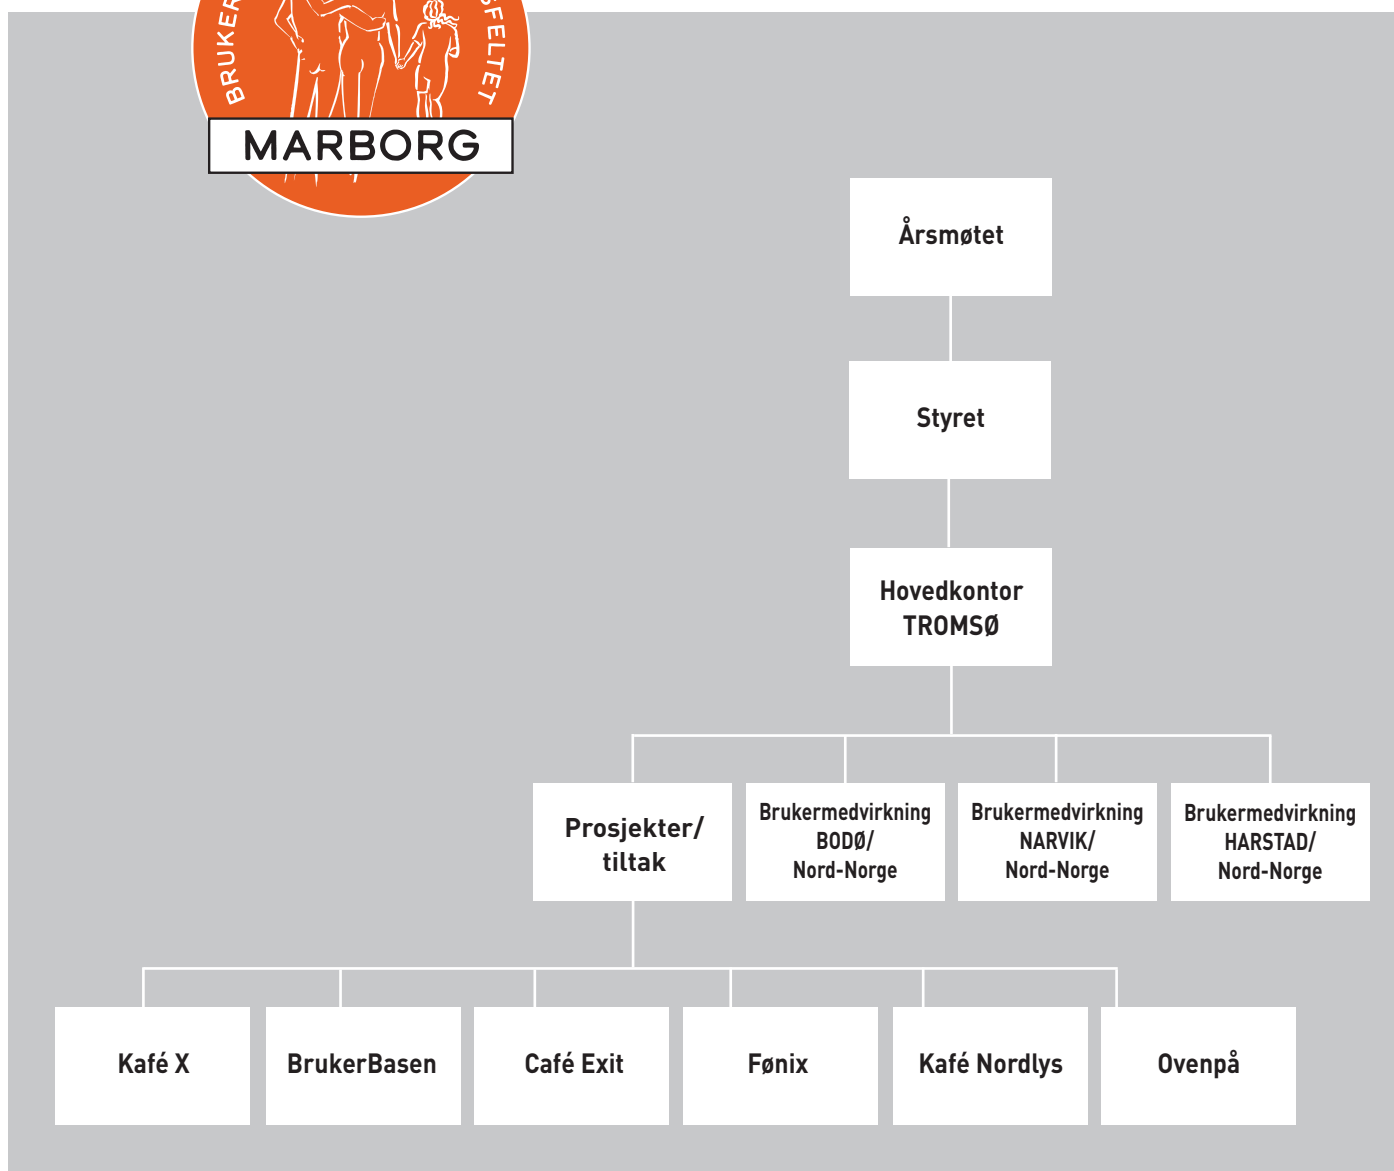 MARBORG
Årsmøtet
Styret
Hovedkontor
TROMSØ
Prosjekter/
tiltak
Brukermedvirkning
BODØ/
Nord-Norge
Brukermedvirkning
NARVIK/
Nord-Norge
Brukermedvirkning
HARSTAD/
Nord-Norge
Kafé X
BrukerBasen
Café Exit
Fønix
Kafé Nordlys
Ovenpå